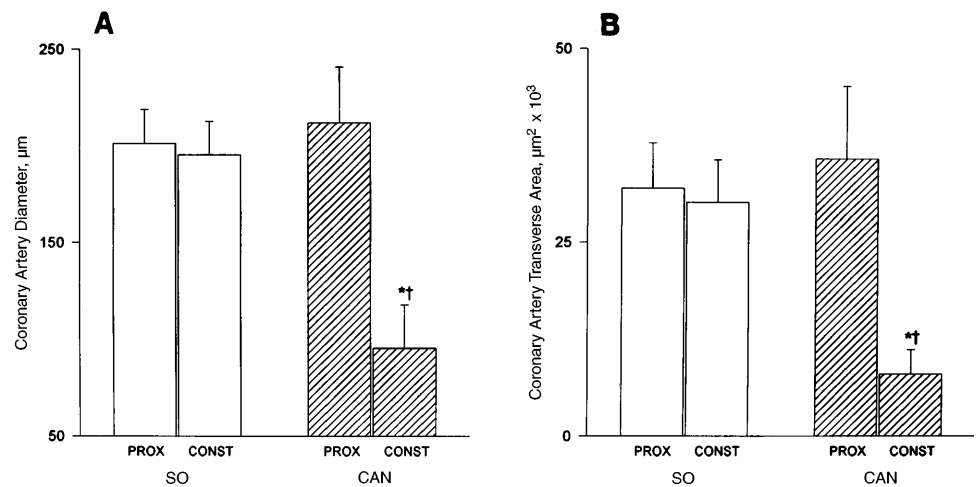 A
Coronary Artery Diameter, µm
250
150
50
*†
PROX CONST PROX CONST
SO CAN
B
Coronary Artery Transverse Area, µm² x 10³
50
25
0
*†
PROX CONST PROX CONST
SO CAN